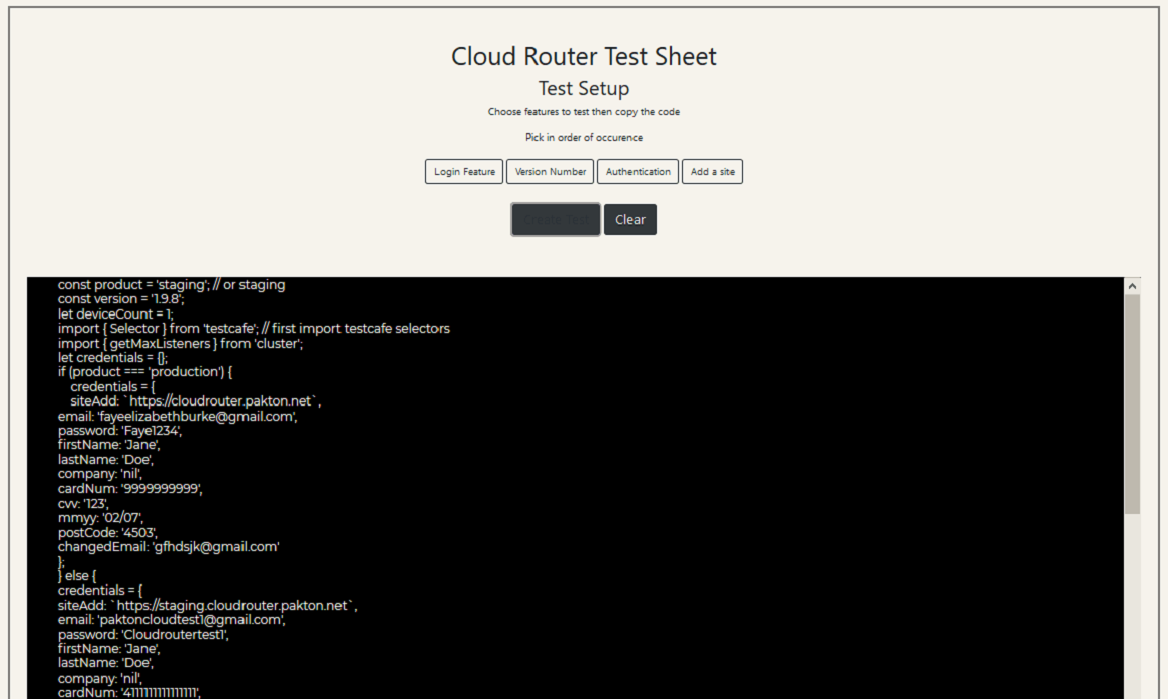 Cloud Router Test Sheet
Test Setup
Choose features to test then copy the code
Pick in order of occurence
Login Feature Version Number Authentication Add a site
Create Test Clear
const product = 'staging'; // or staging
const version = '1.9.8';
let deviceCount = 1;
import { Selector } from 'testcafe'; // first import testcafe selectors
import { getMaxListeners } from 'cluster';
let credentials = {};
if (product === 'production') {
credentials = {
siteAdd: `https://cloudrouter.pakton.net`,
email: 'fayeelizabethburke@gmail.com',
password: 'Faye1234',
firstName: 'Jane',
lastName: 'Doe',
company: 'nil',
cardNum: '9999999999',
cvv: '123',
mmyy: '02/07',
postCode: '4503',
changedEmail: 'gfhdsjk@gmail.com'
};
} else {
credentials = {
siteAdd: `https://staging.cloudrouter.pakton.net`,
email: 'paktoncloudtest1@gmail.com',
password: 'Cloudroutertest1',
firstName: 'Jane',
lastName: 'Doe',
company: 'nil',
cardNum: '4111111111111111',